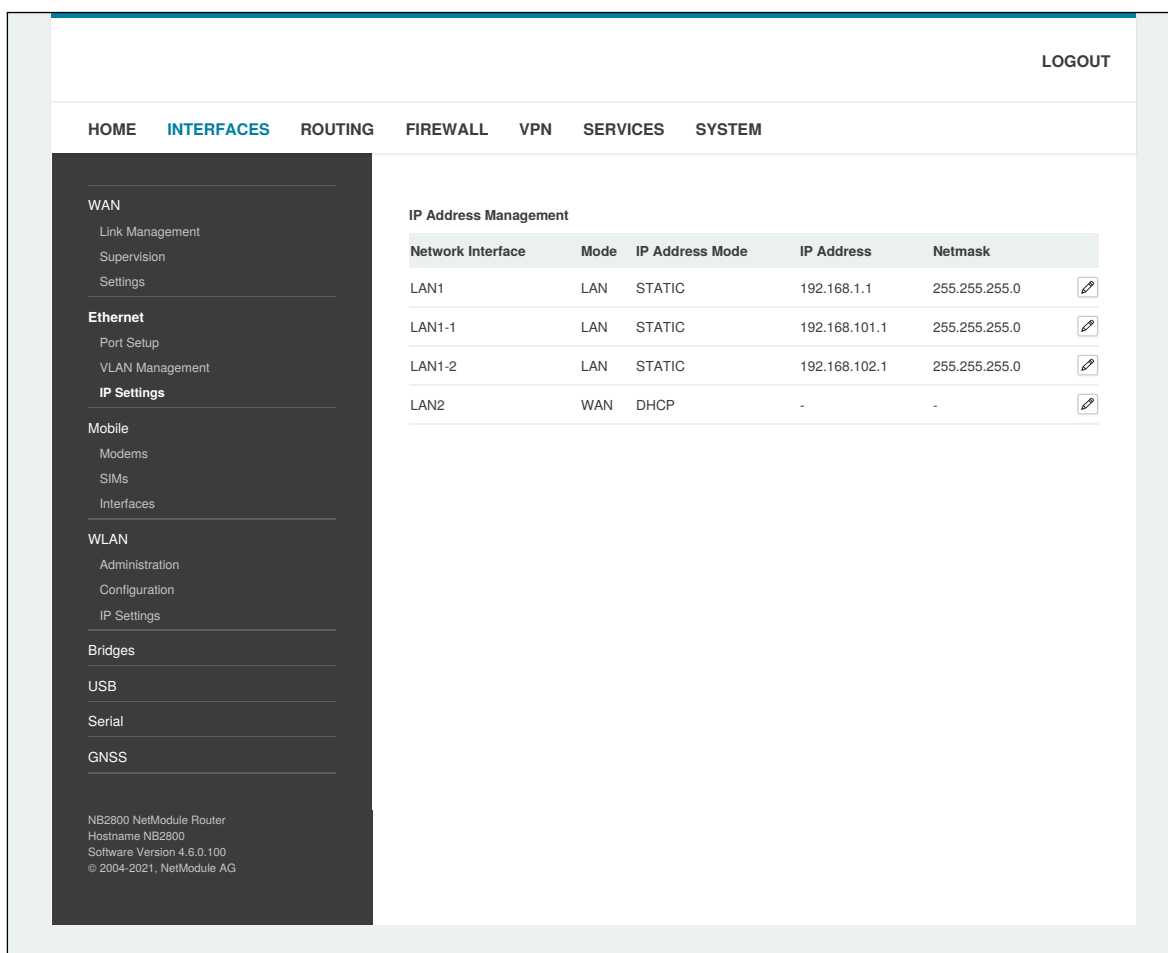 LOGOUT
HOME INTERFACES ROUTING FIREWALL VPN SERVICES SYSTEM
WAN
Link Management
Supervision
Settings
Ethernet
Port Setup
VLAN Management
IP Settings
Mobile
Modems
SIMs
Interfaces
WLAN
Administration
Configuration
IP Settings
Bridges
USB
Serial
GNSS
NB2800 NetModule Router
Hostname NB2800
Software Version 4.6.0.100
© 2004-2021, NetModule AG
IP Address Management
Network Interface Mode IP Address Mode IP Address Netmask
LAN1 LAN STATIC 192.168.1.1 255.255.255.0
LAN1-1 LAN STATIC 192.168.101.1 255.255.255.0
LAN1-2 LAN STATIC 192.168.102.1 255.255.255.0
LAN2 WAN DHCP - -